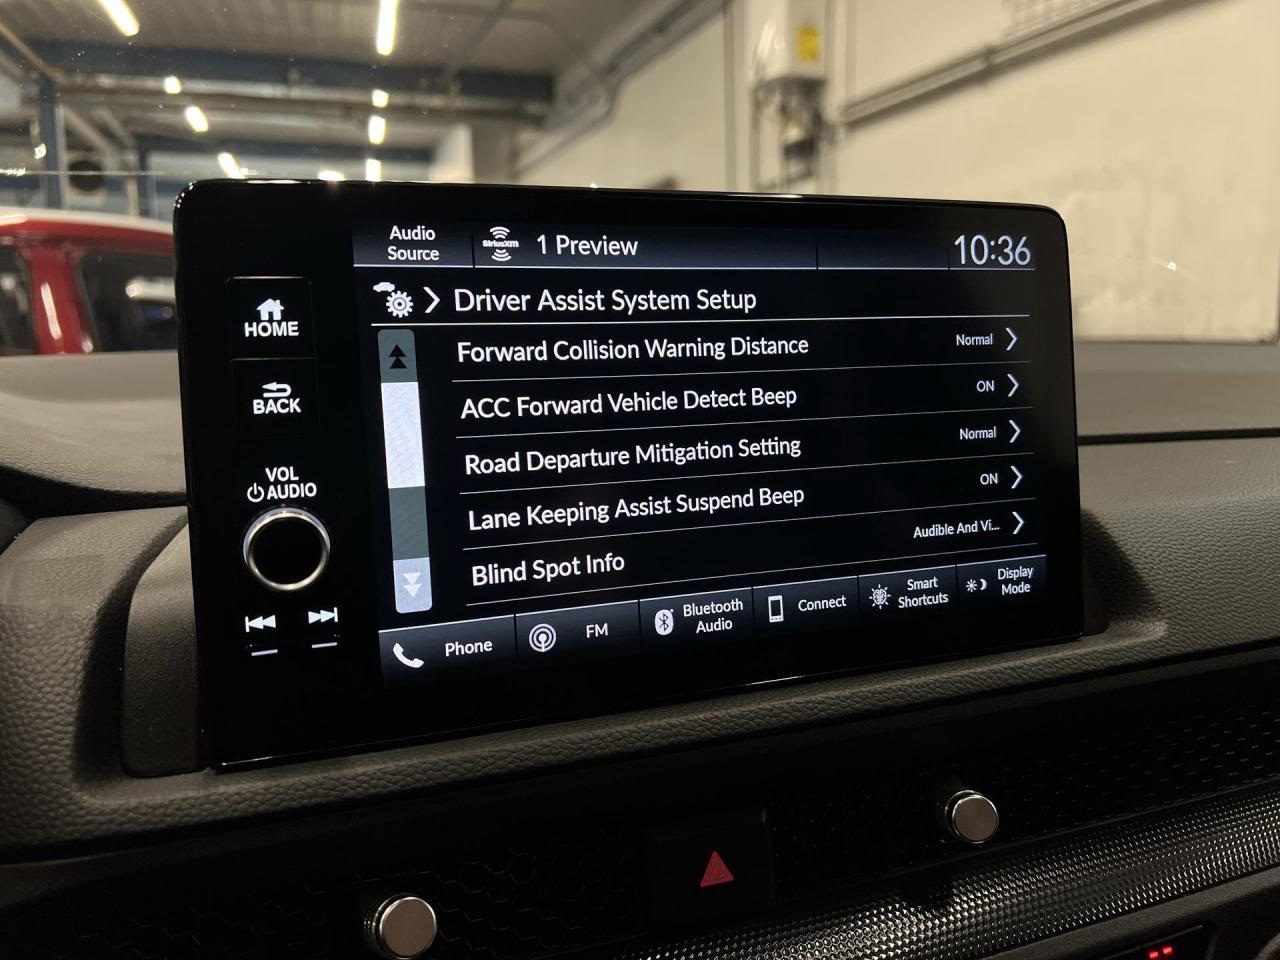 Audio
Source
SiriusXM
1 Preview
10:36
HOME
BACK
VOL
AUDIO
Driver Assist System Setup
Forward Collision Warning Distance Normal
ACC Forward Vehicle Detect Beep ON
Road Departure Mitigation Setting Normal
Lane Keeping Assist Suspend Beep ON
Blind Spot Info Audible And Vi...
Phone
FM
Bluetooth
Audio
Connect
Smart
Shortcuts
Display
Mode